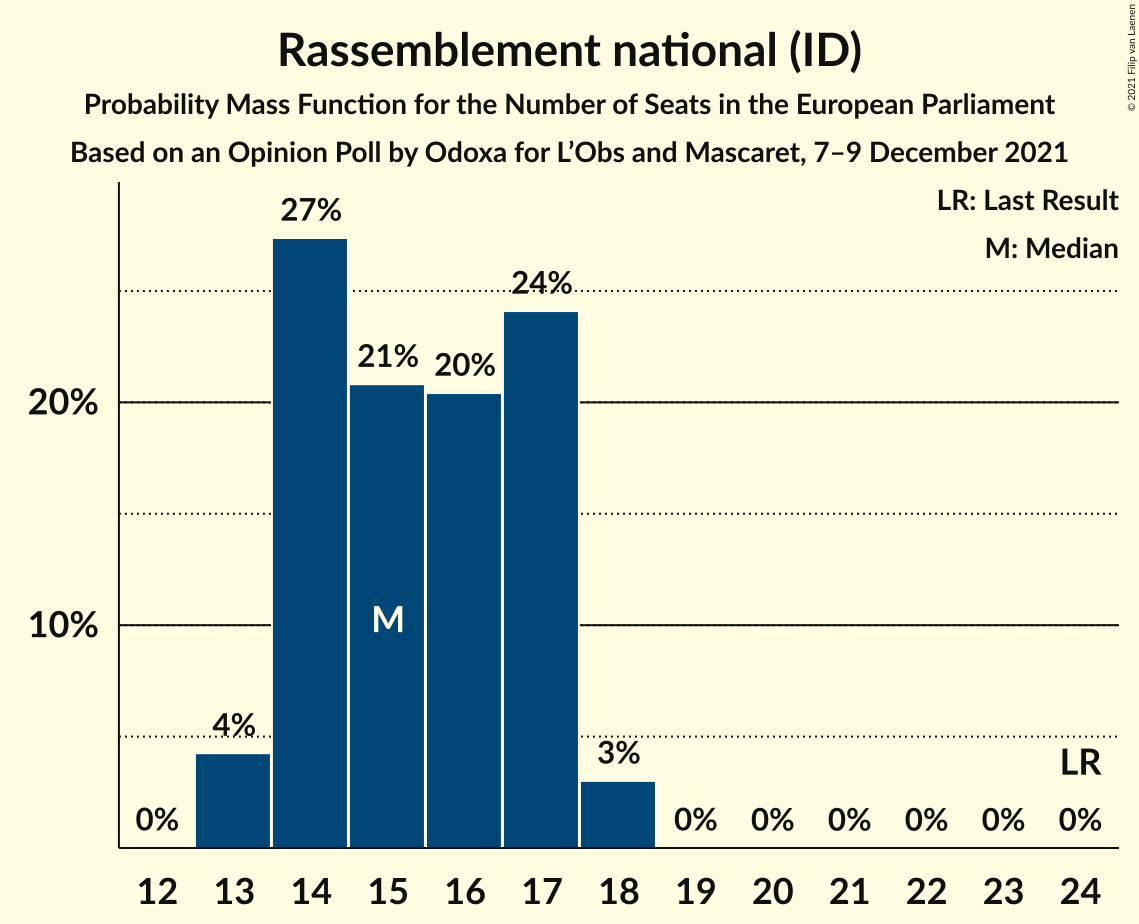 Rassemblement national (ID)
Probability Mass Function for the Number of Seats in the European Parliament
Based on an Opinion Poll by Odoxa for L’Obs and Mascaret, 7–9 December 2021
© 2021 Filip van Laenen
LR: Last Result
M: Median
27%
24%
21%
20%
20%
10%
M
4%
3%
LR
0%
0%
0%
0%
0%
0%
0%
12 13 14 15 16 17 18 19 20 21 22 23 24